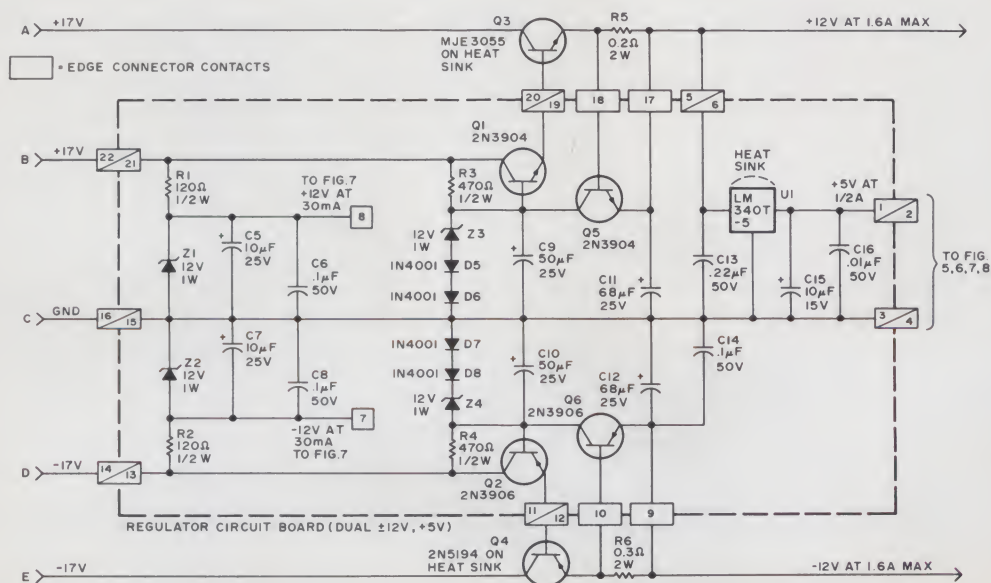 A
+17V
Q3
MJE3055
ON HEAT
SINK
R5
0.2Ω
2W
+12V AT 1.6A MAX
= EDGE CONNECTOR CONTACTS
20
19
18
17
5
6
B
+17V
22
21
Q1
2N3904
R1
120Ω
1/2W
TO FIG.7
+12V AT
30mA
8
R3
470Ω
1/2W
Q5
2N3904
HEAT
SINK
LM
340T
-5
U1
+5V AT
1/2A
1
2
Z1
12V
1W
+
C5
10µF
25V
C6
.1µF
50V
12V
1W
Z3
1N4001
D5
1N4001
D6
+
C9
50µF
25V
C11
68µF
25V
+
C13
.22µF
50V
+
C15
10µF
15V
C16
.01µF
50V
TO FIG
5,6,7,8
C
GND
16
15
3
4
Z2
12V
1W
+
C7
10µF
25V
C8
.1µF
50V
1N4001
D7
1N4001
D8
12V
1W
Z4
+
C10
50µF
25V
+
C12
68µF
25V
C14
.1µF
50V
7
-12V AT
30mA
TO FIG.7
Q6
2N3906
R2
120Ω
1/2W
R4
470Ω
1/2W
D
-17V
14
13
Q2
2N3906
11
12
10
9
REGULATOR CIRCUIT BOARD (DUAL ±12V, +5V)
E
-17V
Q4
2N5194 ON
HEAT SINK
R6
0.3Ω
2W
-12V AT 1.6A MAX